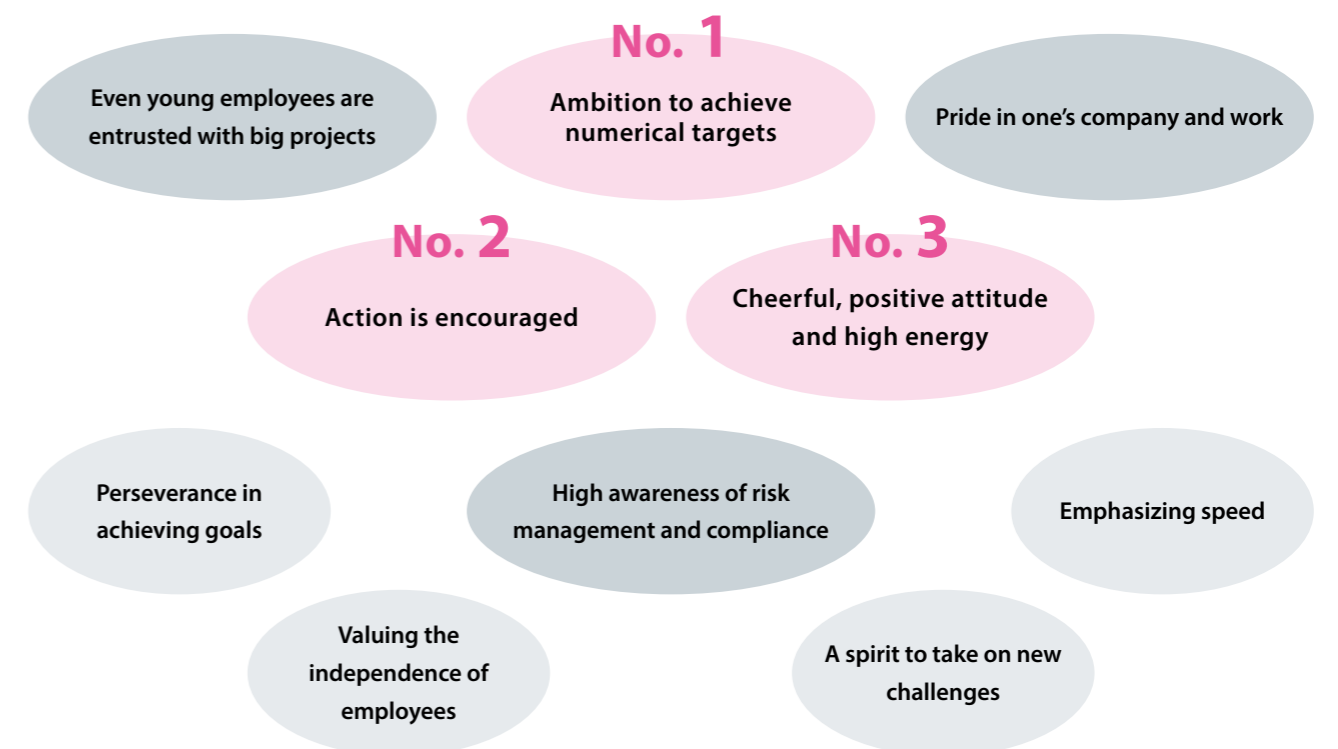 Even young employees are
entrusted with big projects
No. 1
Ambition to achieve
numerical targets
Pride in one’s company and work
No. 2
Action is encouraged
No. 3
Cheerful, positive attitude
and high energy
Perseverance in
achieving goals
High awareness of risk
management and compliance
Emphasizing speed
Valuing the
independence of
employees
A spirit to take on new
challenges